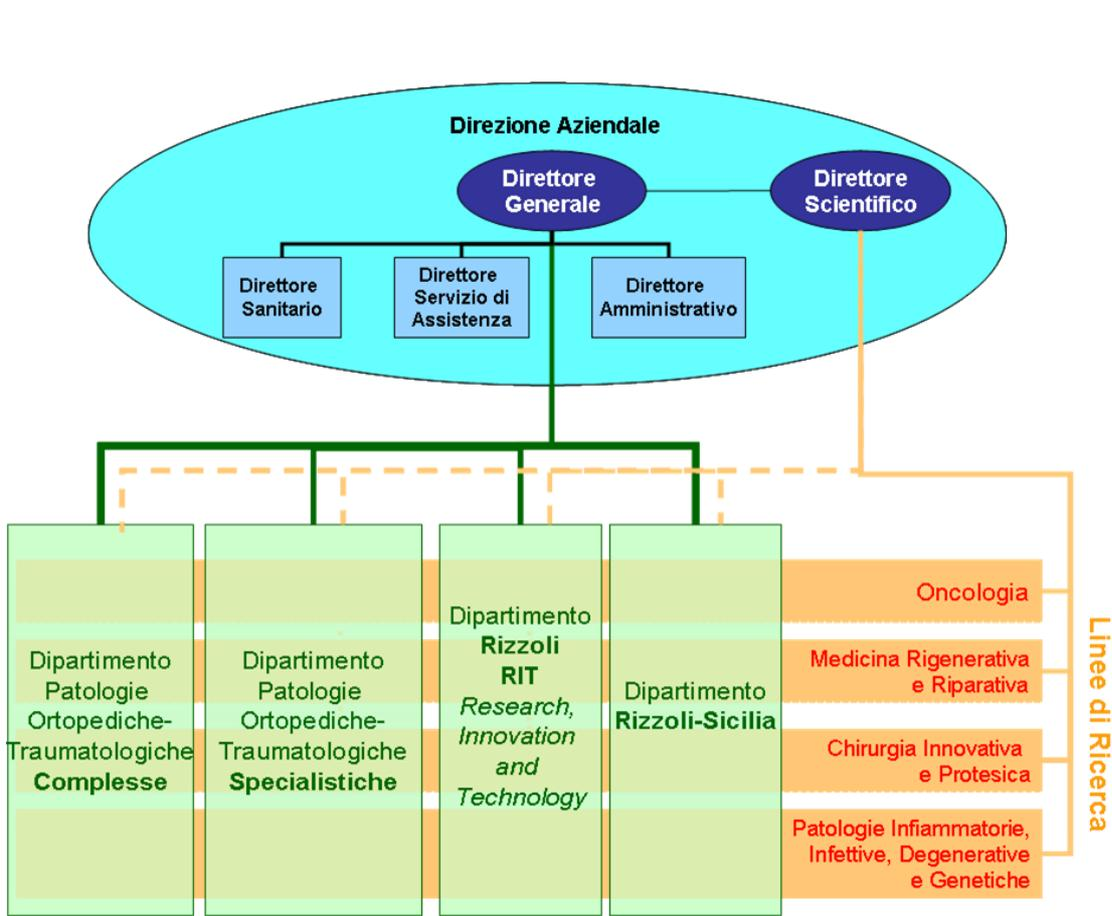 Direzione Aziendale
Direttore
Generale
Direttore
Scientifico
Direttore
Sanitario
Direttore
Servizio di
Assistenza
Direttore
Amministrativo
Dipartimento
Patologie
Ortopediche-
Traumatologiche
Complesse
Dipartimento
Patologie
Ortopediche-
Traumatologiche
Specialistiche
Dipartimento
Rizzoli
RIT
Research,
Innovation
and
Technology
Dipartimento
Rizzoli-Sicilia
Oncologia
Medicina Rigenerativa
e Riparativa
Chirurgia Innovativa
e Protesica
Patologie Infiammatorie,
Infettive, Degenerative
e Genetiche
Linee di Ricerca